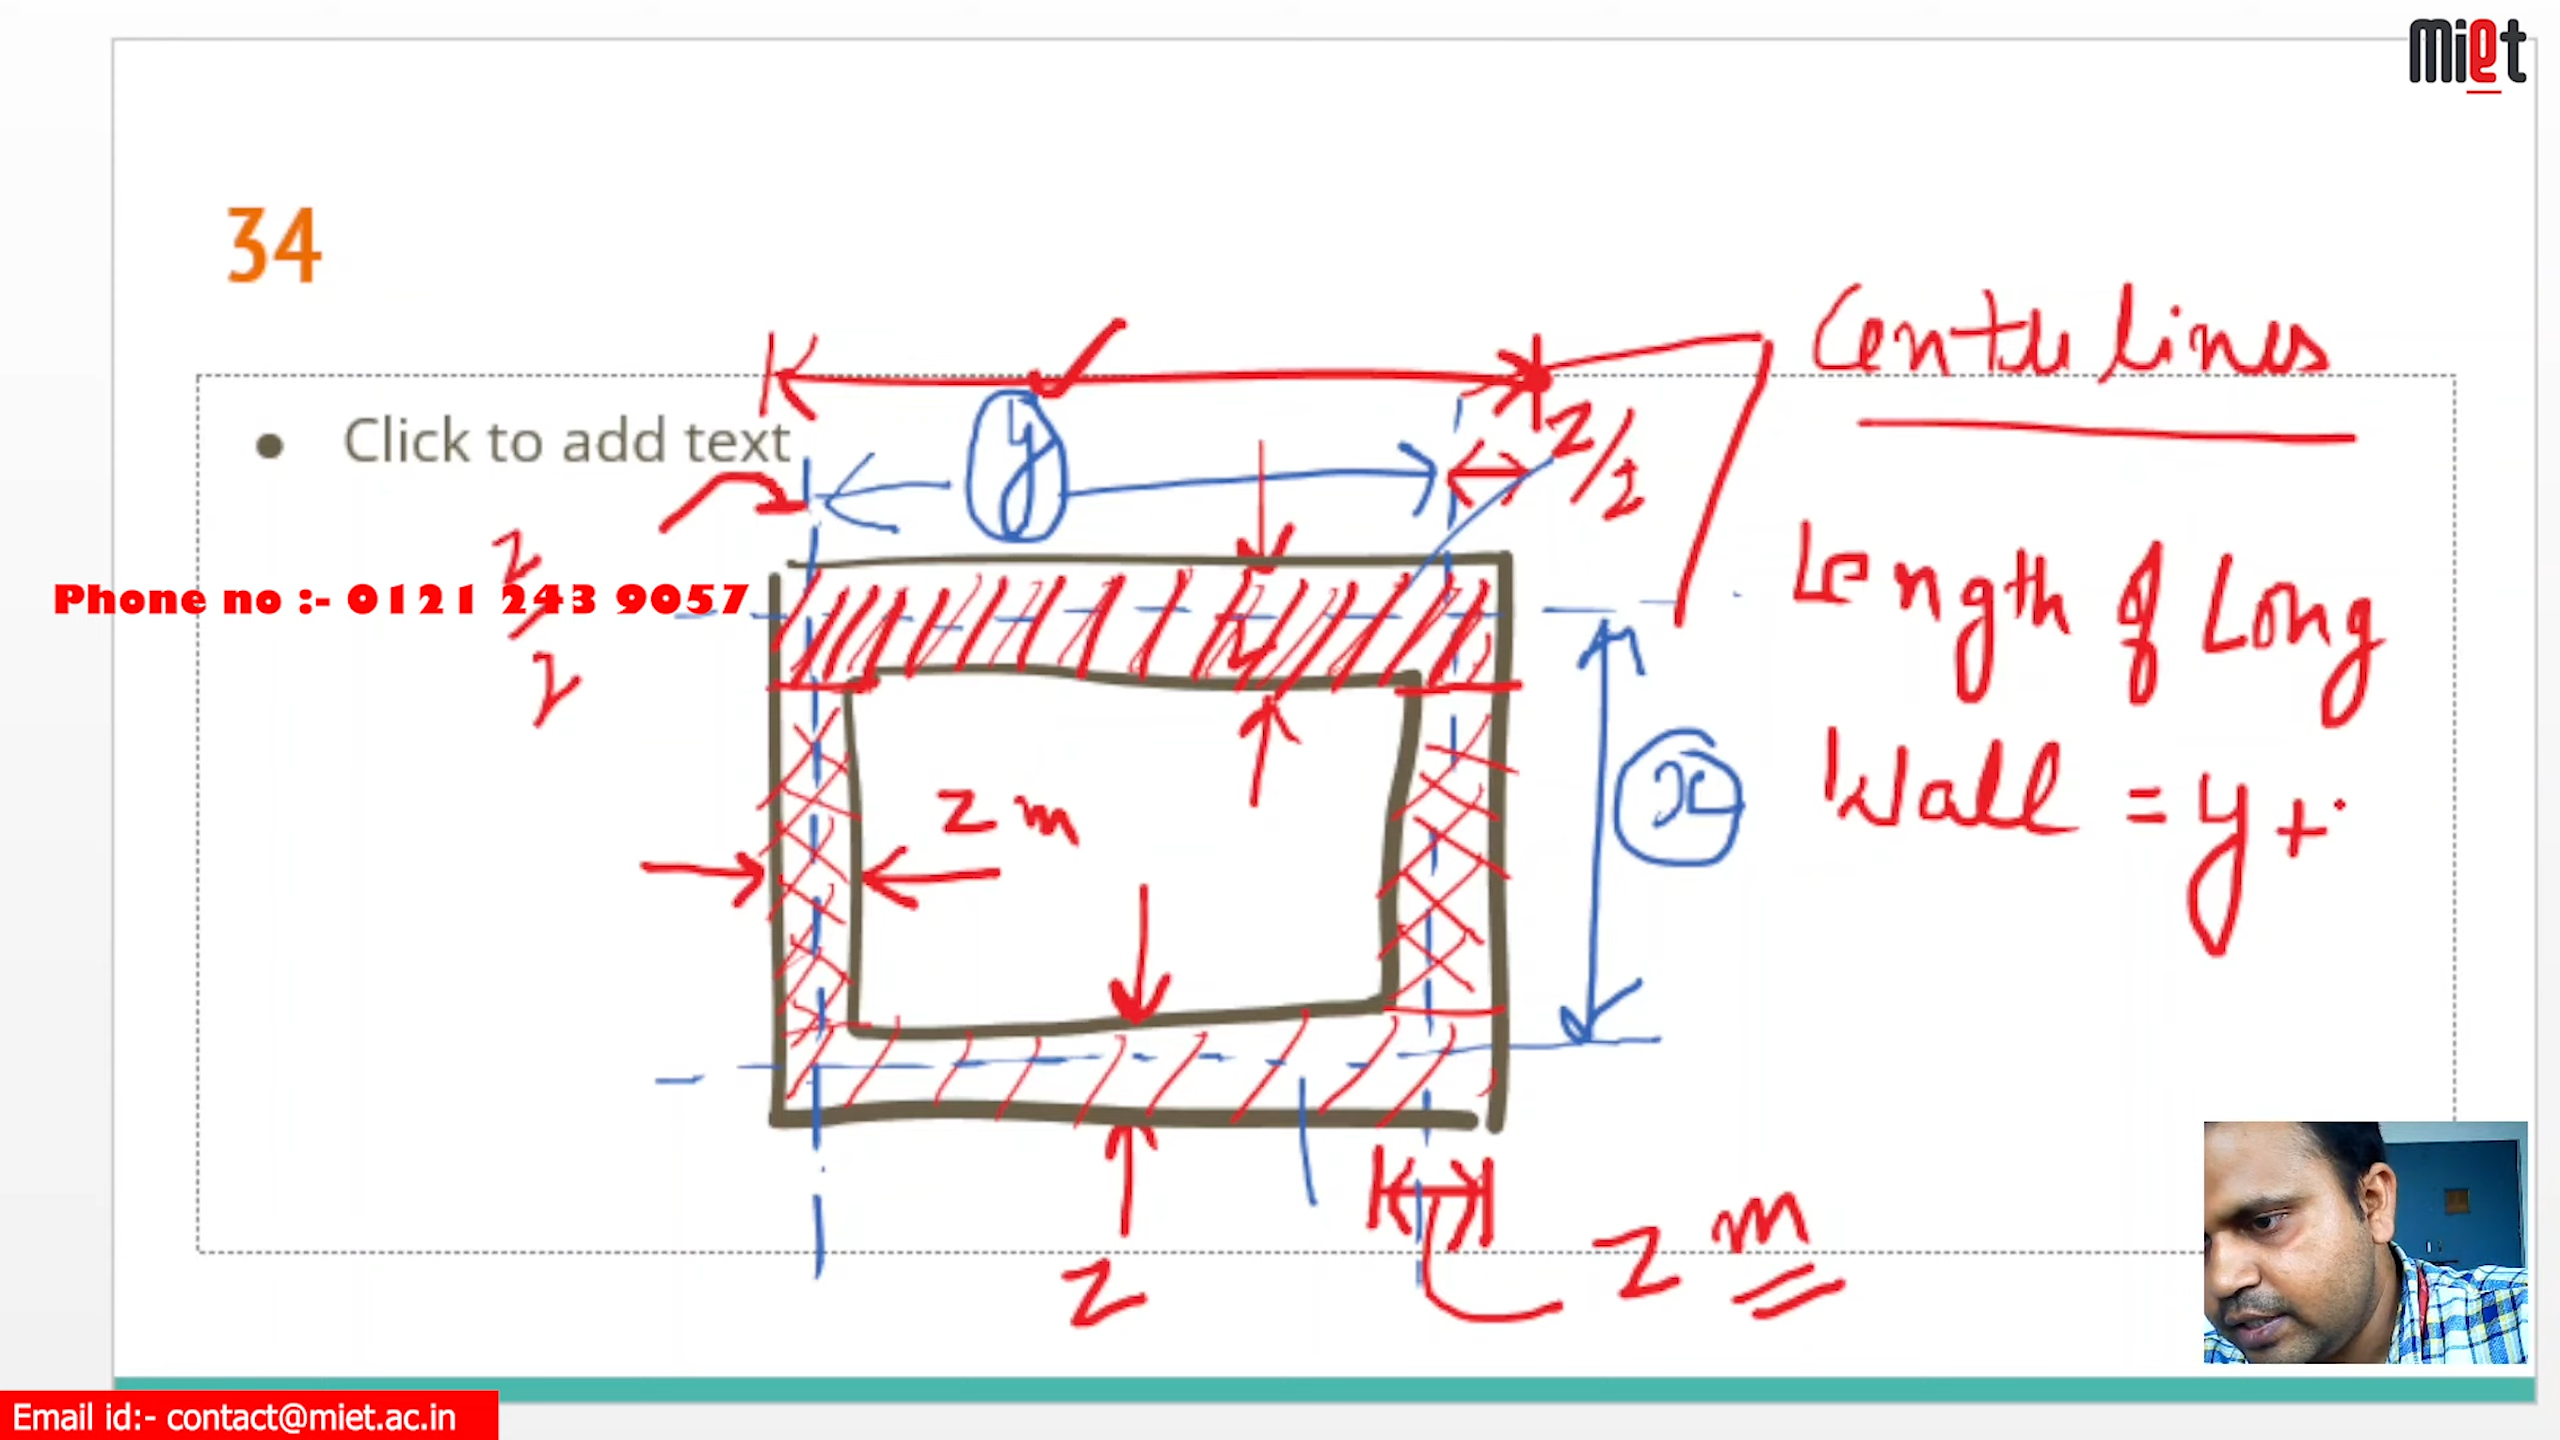 miet
34
Centre lines
Click to add text
y
z/2
z
2
Phone no :- 0121 243 9057
Length of Long
Wall = y +
x
z m
z m
z
Email id:- contact@miet.ac.in